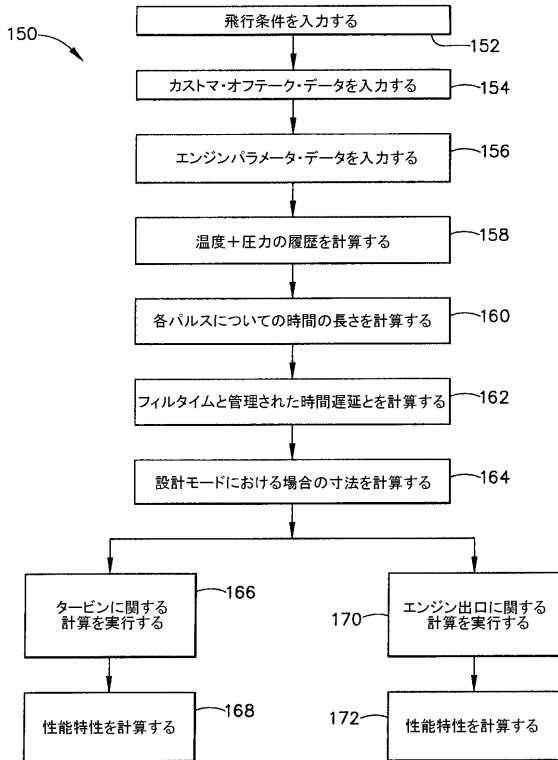 150
飛行条件を入力する
152
カストマ・オフテーク・データを入力する
154
エンジンパラメータ・データを入力する
156
温度＋圧力の履歴を計算する
158
各パルスについての時間の長さを計算する
160
フィルタイムと管理された時間遅延とを計算する
162
設計モードにおける場合の寸法を計算する
164
タービンに関する
計算を実行する
166
エンジン出口に関する
計算を実行する
170
性能特性を計算する
168
性能特性を計算する
172